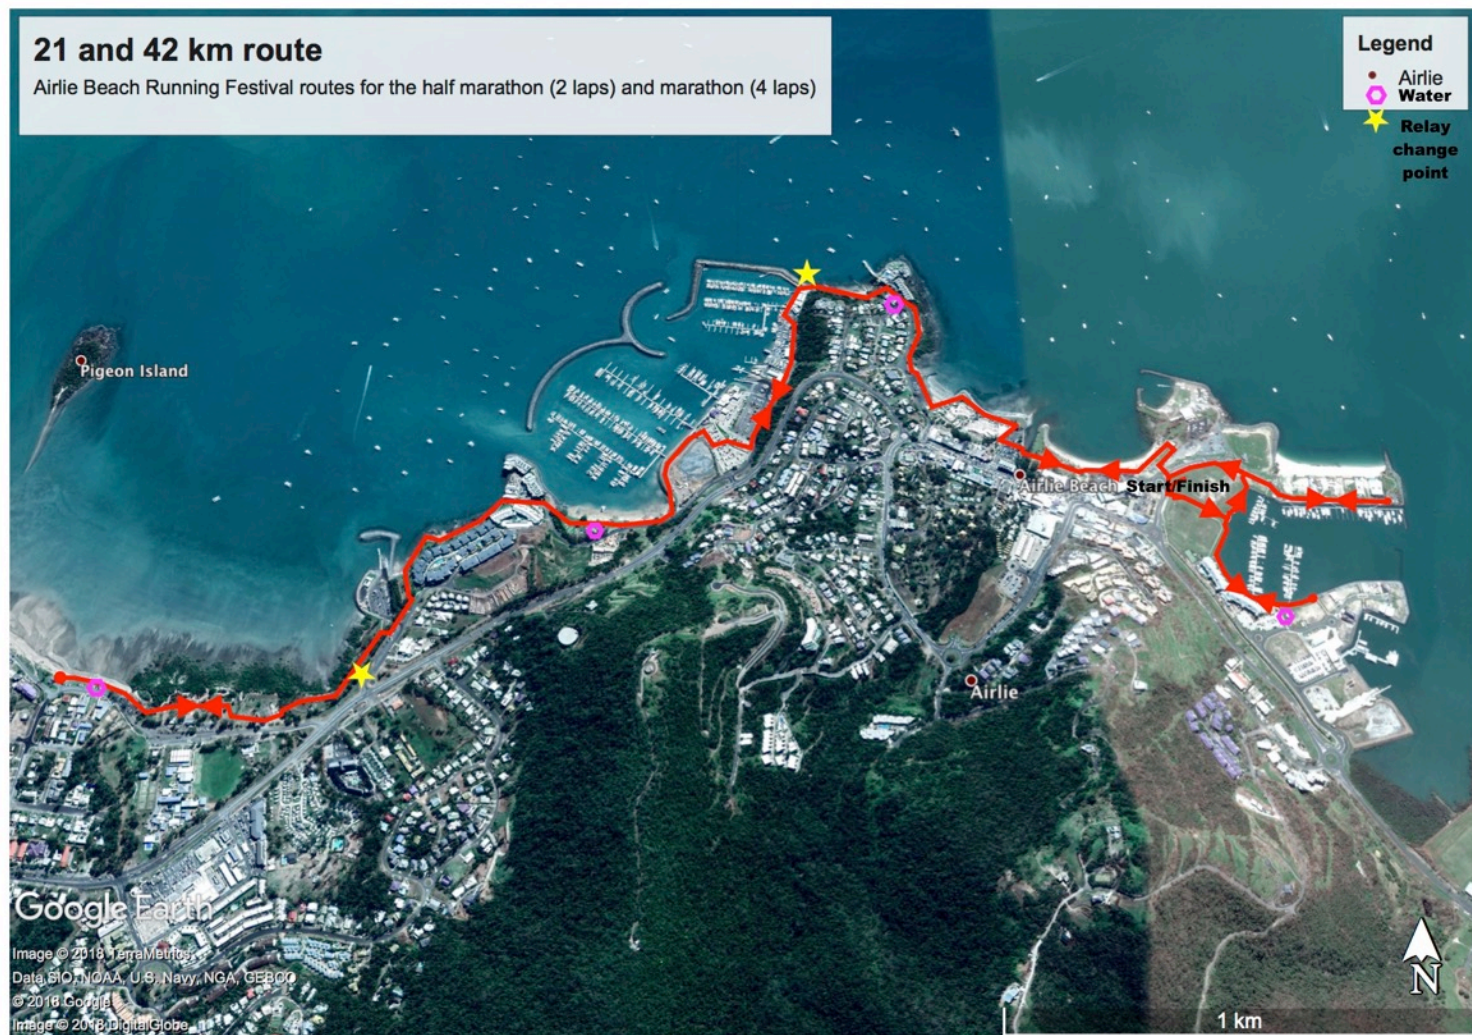 21 and 42 km route
Airlie Beach Running Festival routes for the half marathon (2 laps) and marathon (4 laps)
Legend
Airlie
Water
Relay
change
point
Pigeon Island
Airlie Beach
Start/Finish
Airlie
Google Earth
Image © 2018 TerraMetrics
Data SIO, NOAA, U.S. Navy, NGA, GEBCO
© 2018 Google
Image © 2018 DigitalGlobe
N
1 km